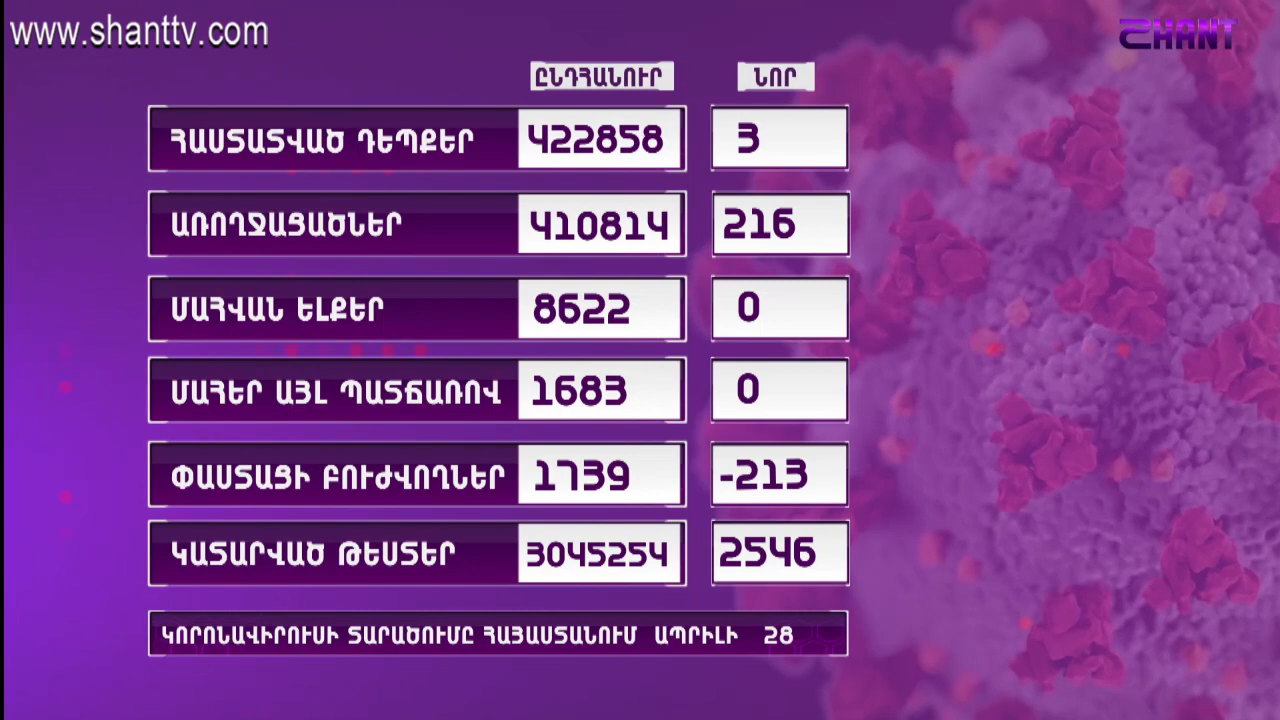 www.shanttv.com
SHANT
ԸՆԴՀԱՆՈՒՐ ՆՈՐ
ՀԱՍՏԱՏՎԱԾ ԴԵՊՔԵՐ 422858 3
ԱՌՈՂՋԱՑԱԾՆԵՐ 410814 216
ՄԱՀՎԱՆ ԵԼՔԵՐ 8622 0
ՄԱՀԵՐ ԱՅԼ ՊԱՏՃԱՌՈՎ 1683 0
ՓԱՍՏԱՑԻ ԲՈՒԺՎՈՂՆԵՐ 1739 -213
ԿԱՏԱՐՎԱԾ ԹԵՍՏԵՐ 3045254 2546
ԿՈՐՈՆԱՎԻՐՈՒՍԻ ՏԱՐԱԾՈՒՄԸ ՀԱՅԱՍՏԱՆՈՒՄ ԱՊՐԻԼԻ 28